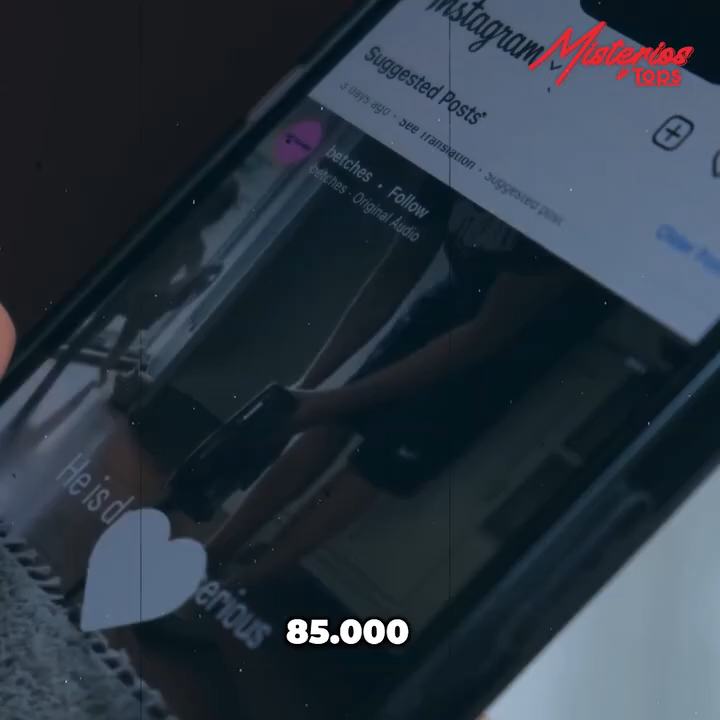 Instagram
Misterios
TOPS
Suggested Posts
3 days ago • See translation • Suggested post
betches • Follow
betches • Original Audio
He is d
erious
85.000